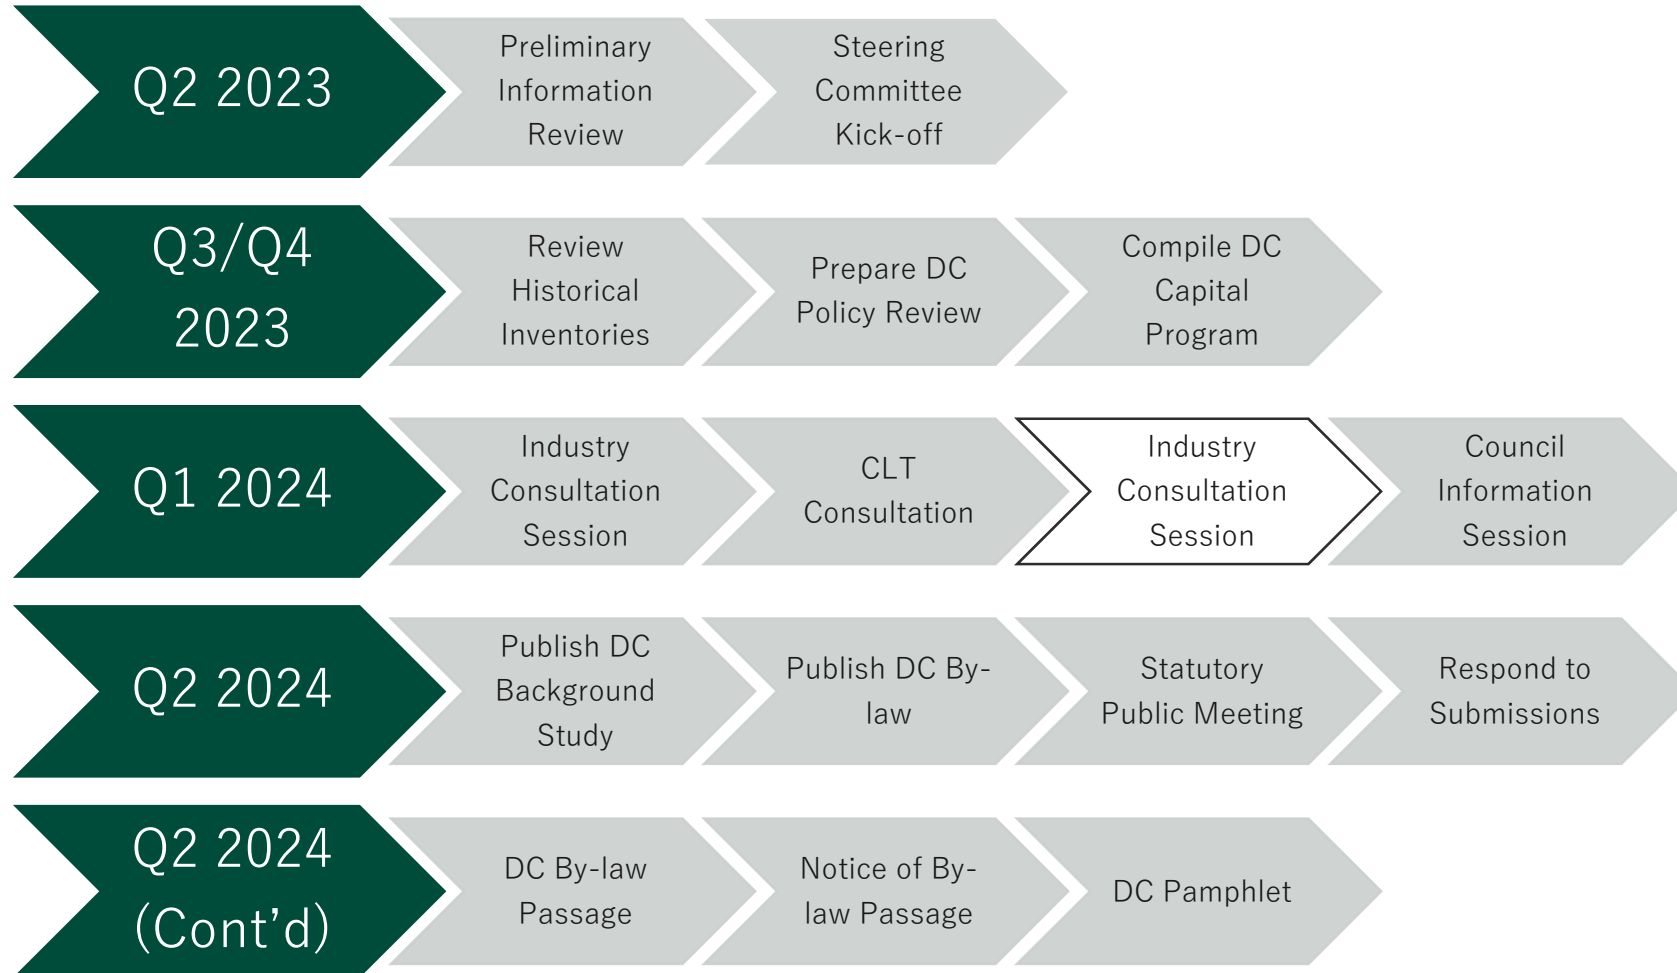 Q2 2023
Preliminary
Information
Review
Steering
Committee
Kick-off
Q3/Q4
2023
Review
Historical
Inventories
Prepare DC
Policy Review
Compile DC
Capital
Program
Q1 2024
Industry
Consultation
Session
CLT
Consultation
Industry
Consultation
Session
Council
Information
Session
Q2 2024
Publish DC
Background
Study
Publish DC By-
law
Statutory
Public Meeting
Respond to
Submissions
Q2 2024
(Cont’d)
DC By-law
Passage
Notice of By-
law Passage
DC Pamphlet